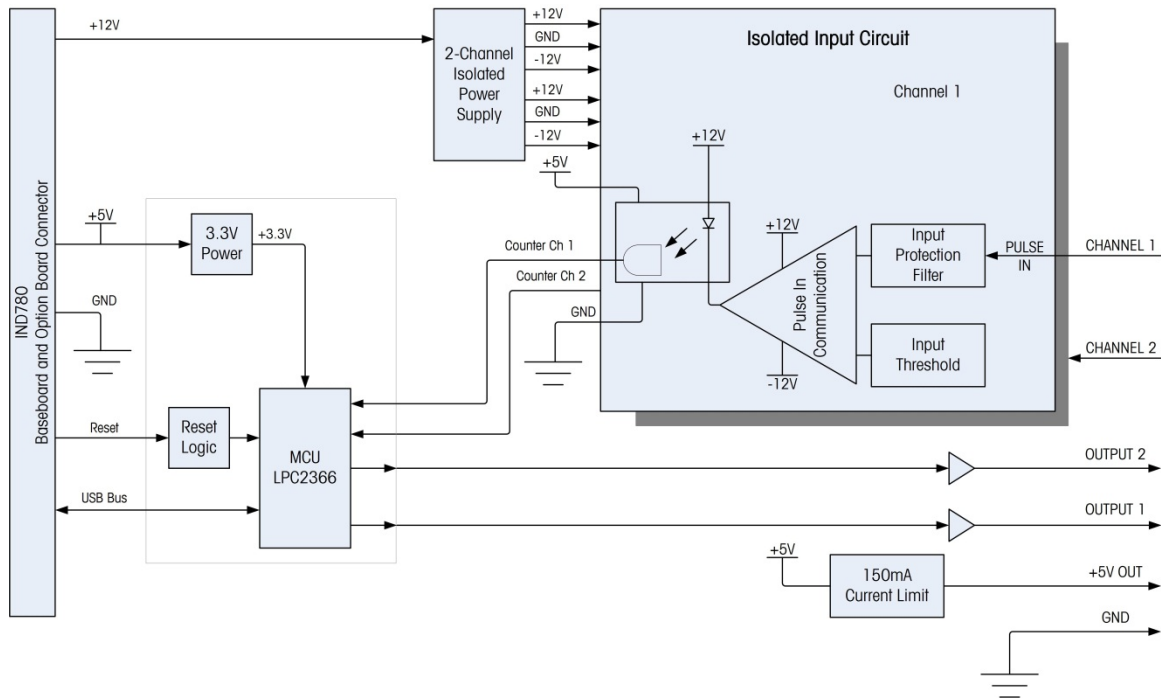 IND780
Baseboard and Option Board Connector
+12V
2-Channel
Isolated
Power
Supply
+12V
GND
-12V
+12V
GND
-12V
Isolated Input Circuit
Channel 1
+12V
+5V
+12V
Pulse In
Communication
-12V
Input
Protection
Filter
PULSE
IN
CHANNEL 1
Input
Threshold
CHANNEL 2
+5V
3.3V
Power
+3.3V
Counter Ch 1
Counter Ch 2
GND
GND
Reset
Reset
Logic
MCU
LPC2366
USB Bus
OUTPUT 2
OUTPUT 1
+5V
150mA
Current Limit
+5V OUT
GND